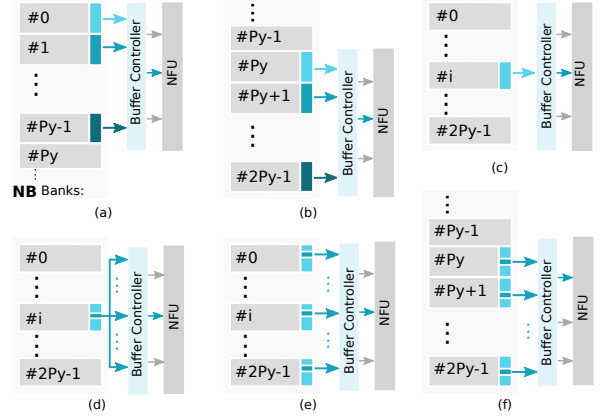 #0
#1
#Py-1
#Py
NB Banks:
Buffer Controller
NFU
(a)
#Py-1
#Py
#Py+1
#2Py-1
Buffer Controller
NFU
(b)
#0
#i
#2Py-1
Buffer Controller
NFU
(c)
#0
#i
#2Py-1
Buffer Controller
NFU
(d)
#0
#i
#2Py-1
Buffer Controller
NFU
(e)
#Py-1
#Py
#Py+1
#2Py-1
Buffer Controller
NFU
(f)